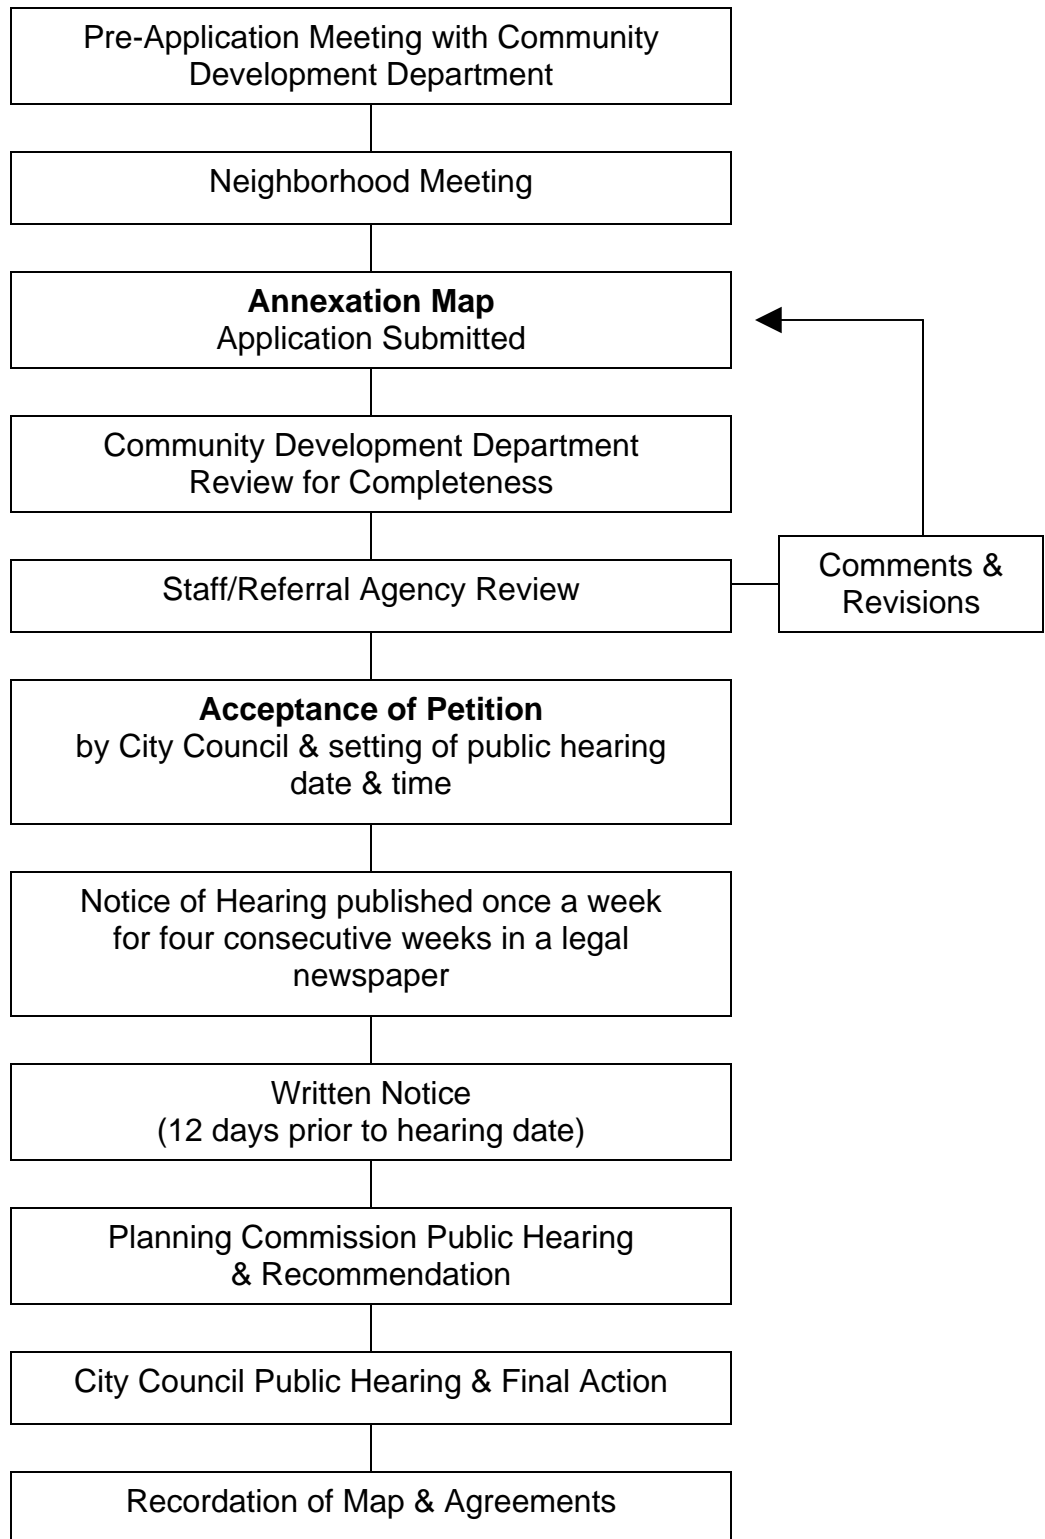 Pre-Application Meeting with Community
Development Department
Neighborhood Meeting
Annexation Map
Application Submitted
Community Development Department
Review for Completeness
Staff/Referral Agency Review
Comments &
Revisions
Acceptance of Petition
by City Council & setting of public hearing
date & time
Notice of Hearing published once a week
for four consecutive weeks in a legal
newspaper
Written Notice
(12 days prior to hearing date)
Planning Commission Public Hearing
& Recommendation
City Council Public Hearing & Final Action
Recordation of Map & Agreements